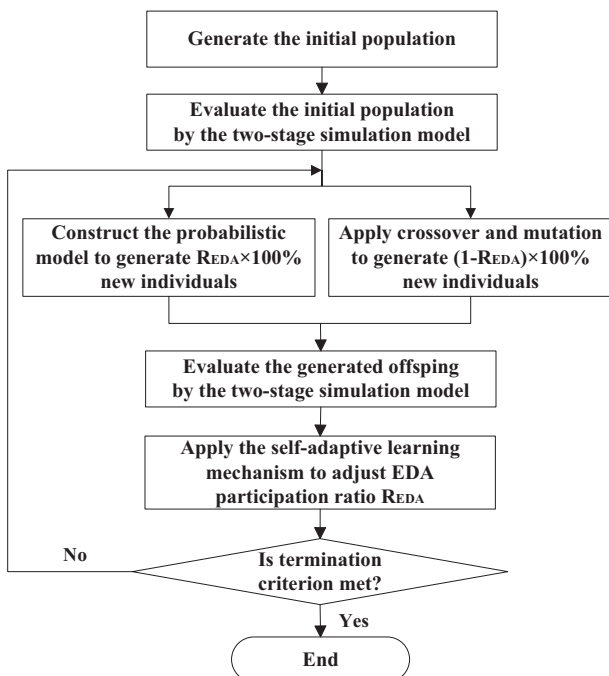 Generate the initial population
Evaluate the initial population
by the two-stage simulation model
Construct the probabilistic
model to generate REDA×100%
new individuals
Apply crossover and mutation
to generate (1-REDA)×100%
new individuals
Evaluate the generated offsping
by the two-stage simulation model
Apply the self-adaptive learning
mechanism to adjust EDA
participation ratio REDA
No
Is termination
criterion met?
Yes
End